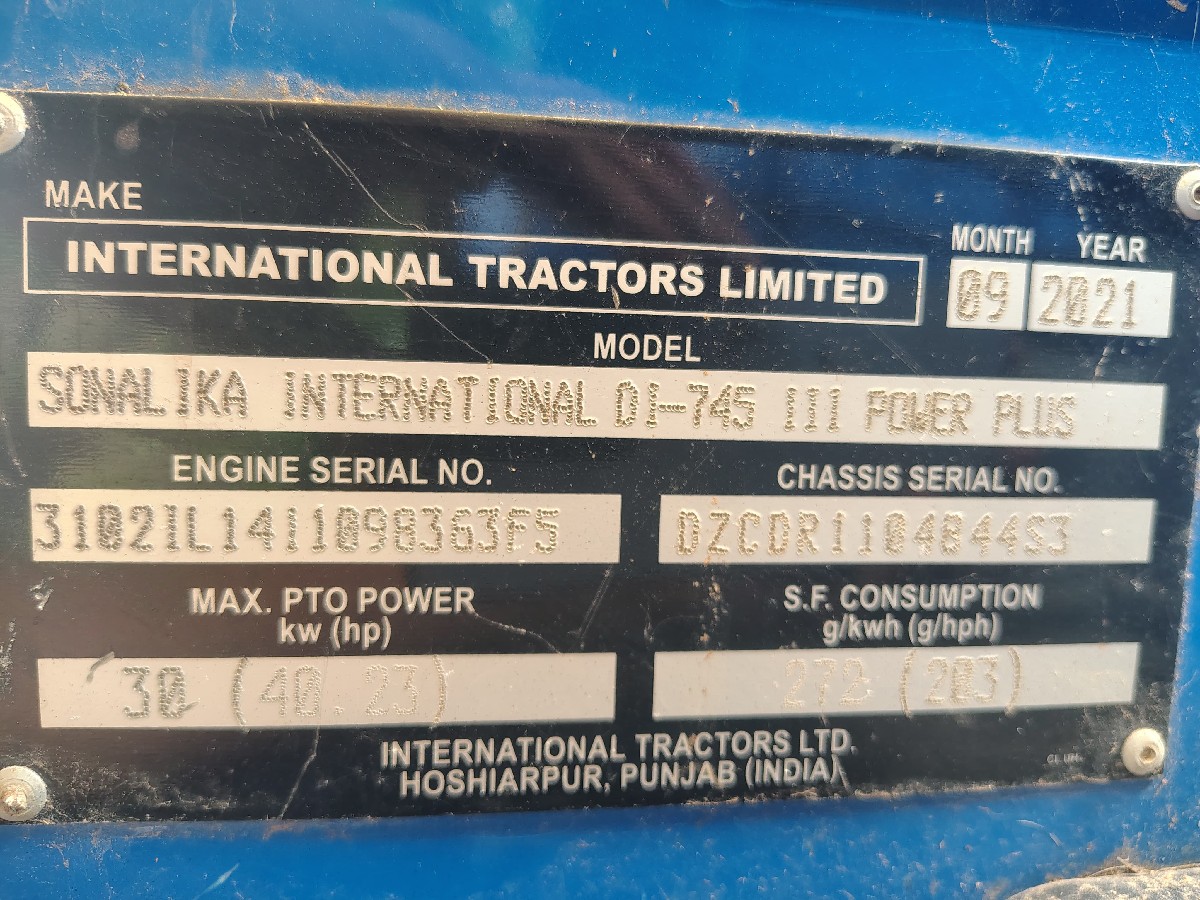 MAKE
INTERNATIONAL TRACTORS LIMITED
MONTH YEAR
09 2021
MODEL
SONALIKA INTERNATIONAL DI-745 III POWER PLUS
ENGINE SERIAL NO. CHASSIS SERIAL NO.
DZCDR1104844S3
MAX. PTO POWER S.F. CONSUMPTION
kw (hp) g/kwh (g/hph)
30 (40.23) 272 (203)
INTERNATIONAL TRACTORS LTD.
HOSHIARPUR, PUNJAB (INDIA)